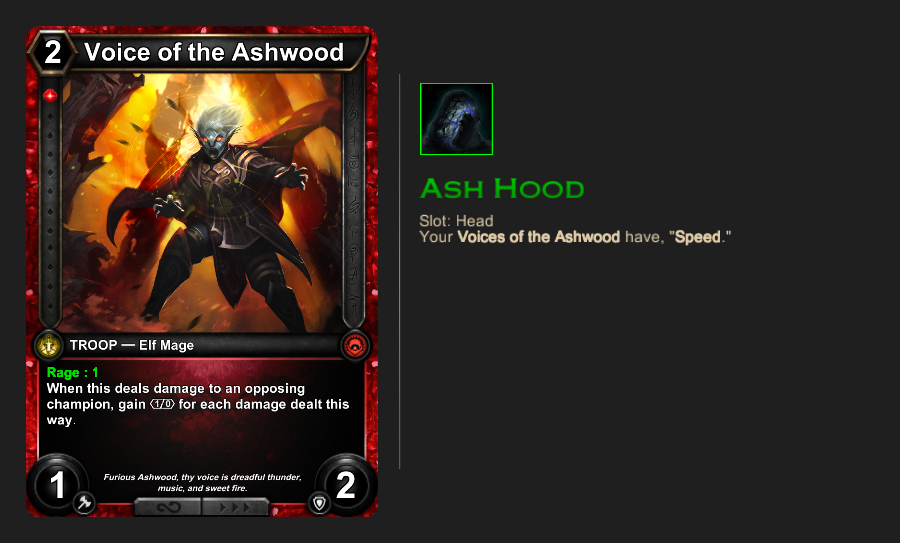 2 Voice of the Ashwood
TROOP — Elf Mage
Rage : 1
When this deals damage to an opposing
champion, gain ⟨1/0⟩ for each damage dealt this
way.
Furious Ashwood, thy voice is dreadful thunder,
music, and sweet fire.
1
2
Ash Hood
Slot: Head
Your Voices of the Ashwood have, "Speed."